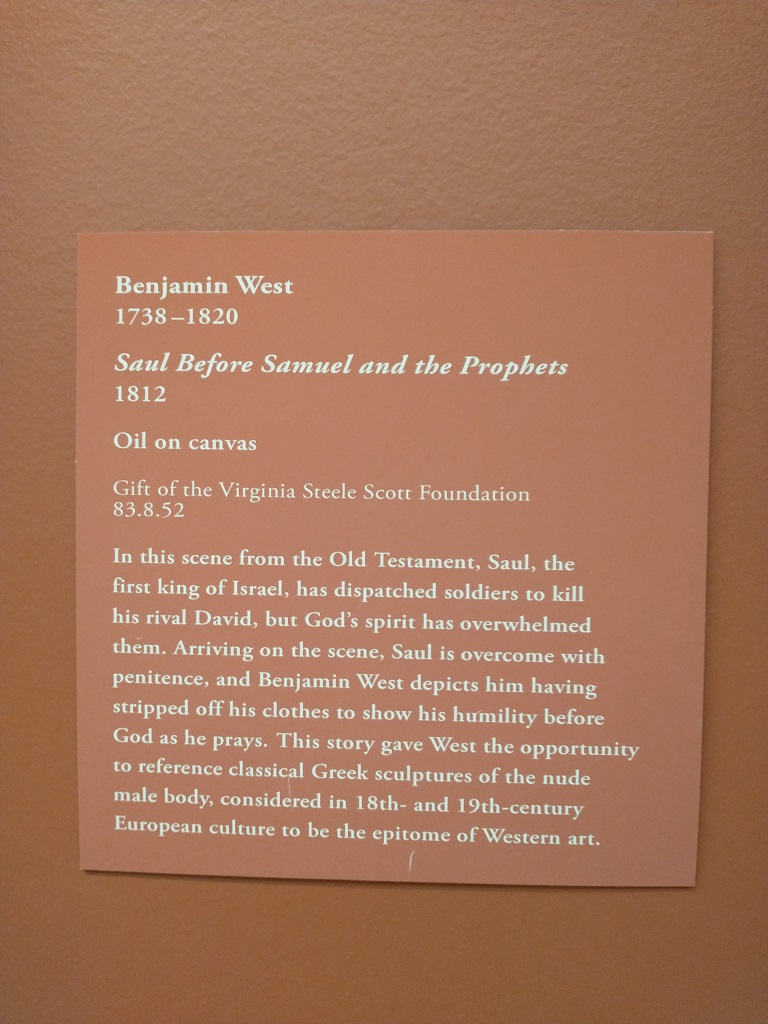 Benjamin West
1738–1820
Saul Before Samuel and the Prophets
1812
Oil on canvas
Gift of the Virginia Steele Scott Foundation
83.8.52
In this scene from the Old Testament, Saul, the
first king of Israel, has dispatched soldiers to kill
his rival David, but God's spirit has overwhelmed
them. Arriving on the scene, Saul is overcome with
penitence, and Benjamin West depicts him having
stripped off his clothes to show his humility before
God as he prays. This story gave West the opportunity
to reference classical Greek sculptures of the nude
male body, considered in 18th- and 19th-century
European culture to be the epitome of Western art.